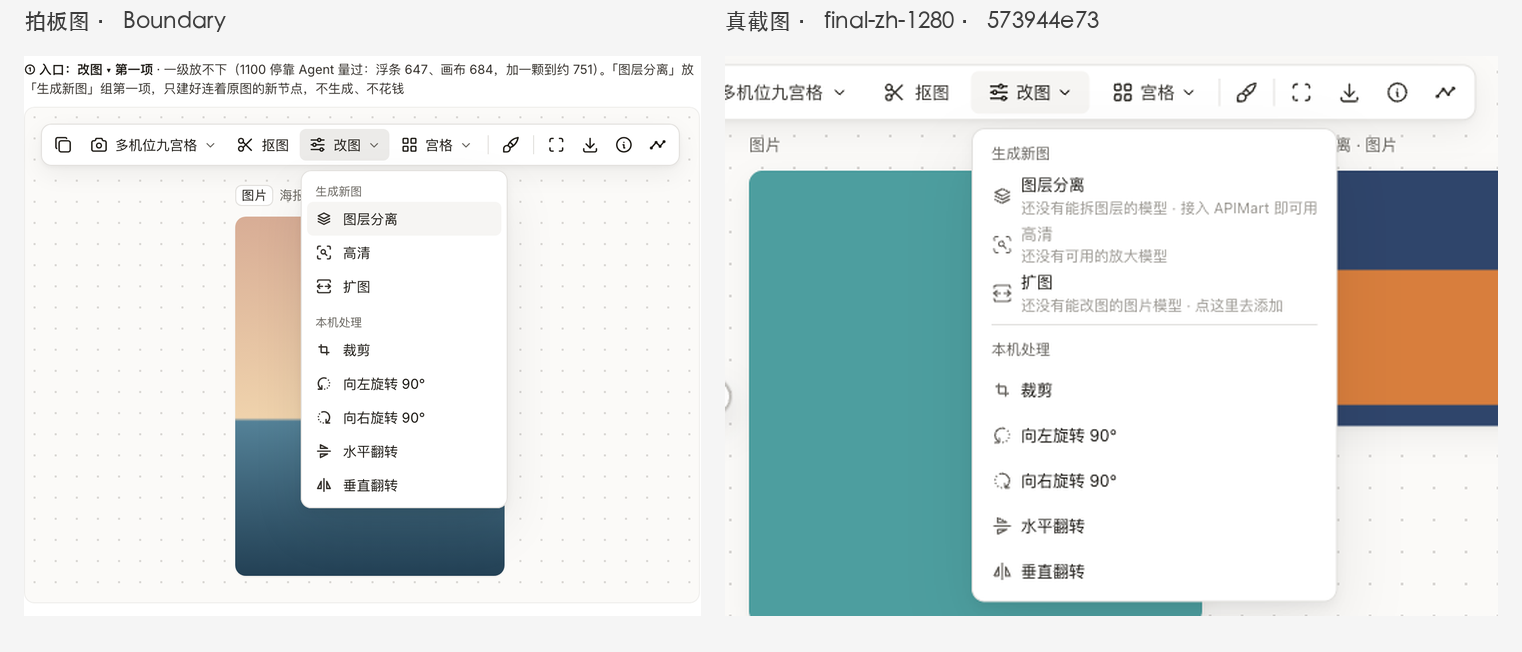 拍板图 · Boundary
① 入口：改图 ▾ 第一项 · 一级放不下（1100 停靠 Agent 量过：浮条 647、画布 684，加一颗到约 751）。「图层分离」放
「生成新图」组第一项，只建好连着原图的新节点，不生成、不花钱
多机位九宫格 抠图 改图 宫格
图片 海报
生成新图
图层分离
高清
扩图
本机处理
裁剪
向左旋转 90°
向右旋转 90°
水平翻转
垂直翻转
真截图 · final-zh-1280 · 573944e73
多机位九宫格 抠图 改图 宫格
图片
离 · 图片
生成新图
图层分离
还没有能拆图层的模型 · 接入 APIMart 即可用
高清
还没有可用的放大模型
扩图
还没有能改图的图片模型 · 点这里去添加
本机处理
裁剪
向左旋转 90°
向右旋转 90°
水平翻转
垂直翻转